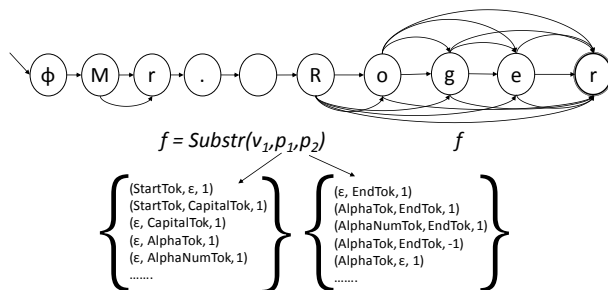 ϕ M r . R o g e r
f = Substr(v₁,p₁,p₂) f
(StartTok, ε, 1)
(StartTok, CapitalTok, 1)
(ε, CapitalTok, 1)
(ε, AlphaTok, 1)
(ε, AlphaNumTok, 1)
.......
(ε, EndTok, 1)
(AlphaTok, EndTok, 1)
(AlphaNumTok, EndTok, 1)
(AlphaTok, EndTok, -1)
(AlphaTok, ε, 1)
.......